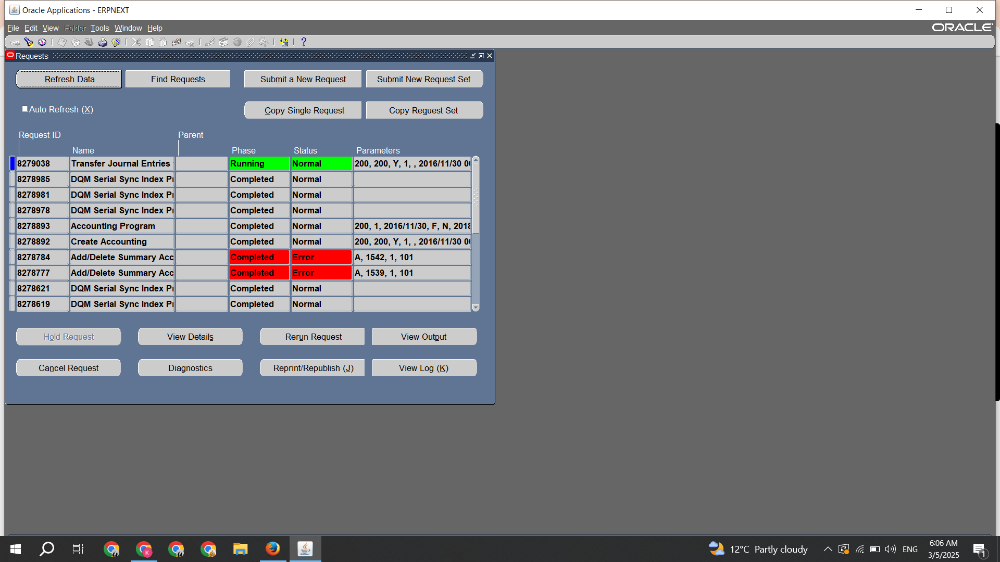 Oracle Applications - ERPNEXT
File Edit View Folder Tools Window Help
ORACLE
Requests
Refresh Data Find Requests Submit a New Request Submit New Request Set
Auto Refresh (X) Copy Single Request Copy Request Set
Request ID Parent
Name Phase Status Parameters
8279038 Transfer Journal Entries Running Normal 200, 200, Y, 1, , 2016/11/30 0
8278985 DQM Serial Sync Index Completed Normal
8278981 DQM Serial Sync Index Completed Normal
8278978 DQM Serial Sync Index Completed Normal
8278893 Accounting Program Completed Normal 200, 1, 2016/11/30, F, N, 2018
8278892 Create Accounting Completed Normal 200, 200, Y, 1, , 2016/11/30 0
8278784 Add/Delete Summary Acc Completed Error A, 1542, 1, 101
8278777 Add/Delete Summary Acc Completed Error A, 1539, 1, 101
8278621 DQM Serial Sync Index Completed Normal
8278619 DQM Serial Sync Index Completed Normal
Hold Request View Details Rerun Request View Output
Cancel Request Diagnostics Reprint/Republish (J) View Log (K)
12°C Partly cloudy ENG 6:06 AM
3/5/2025
1